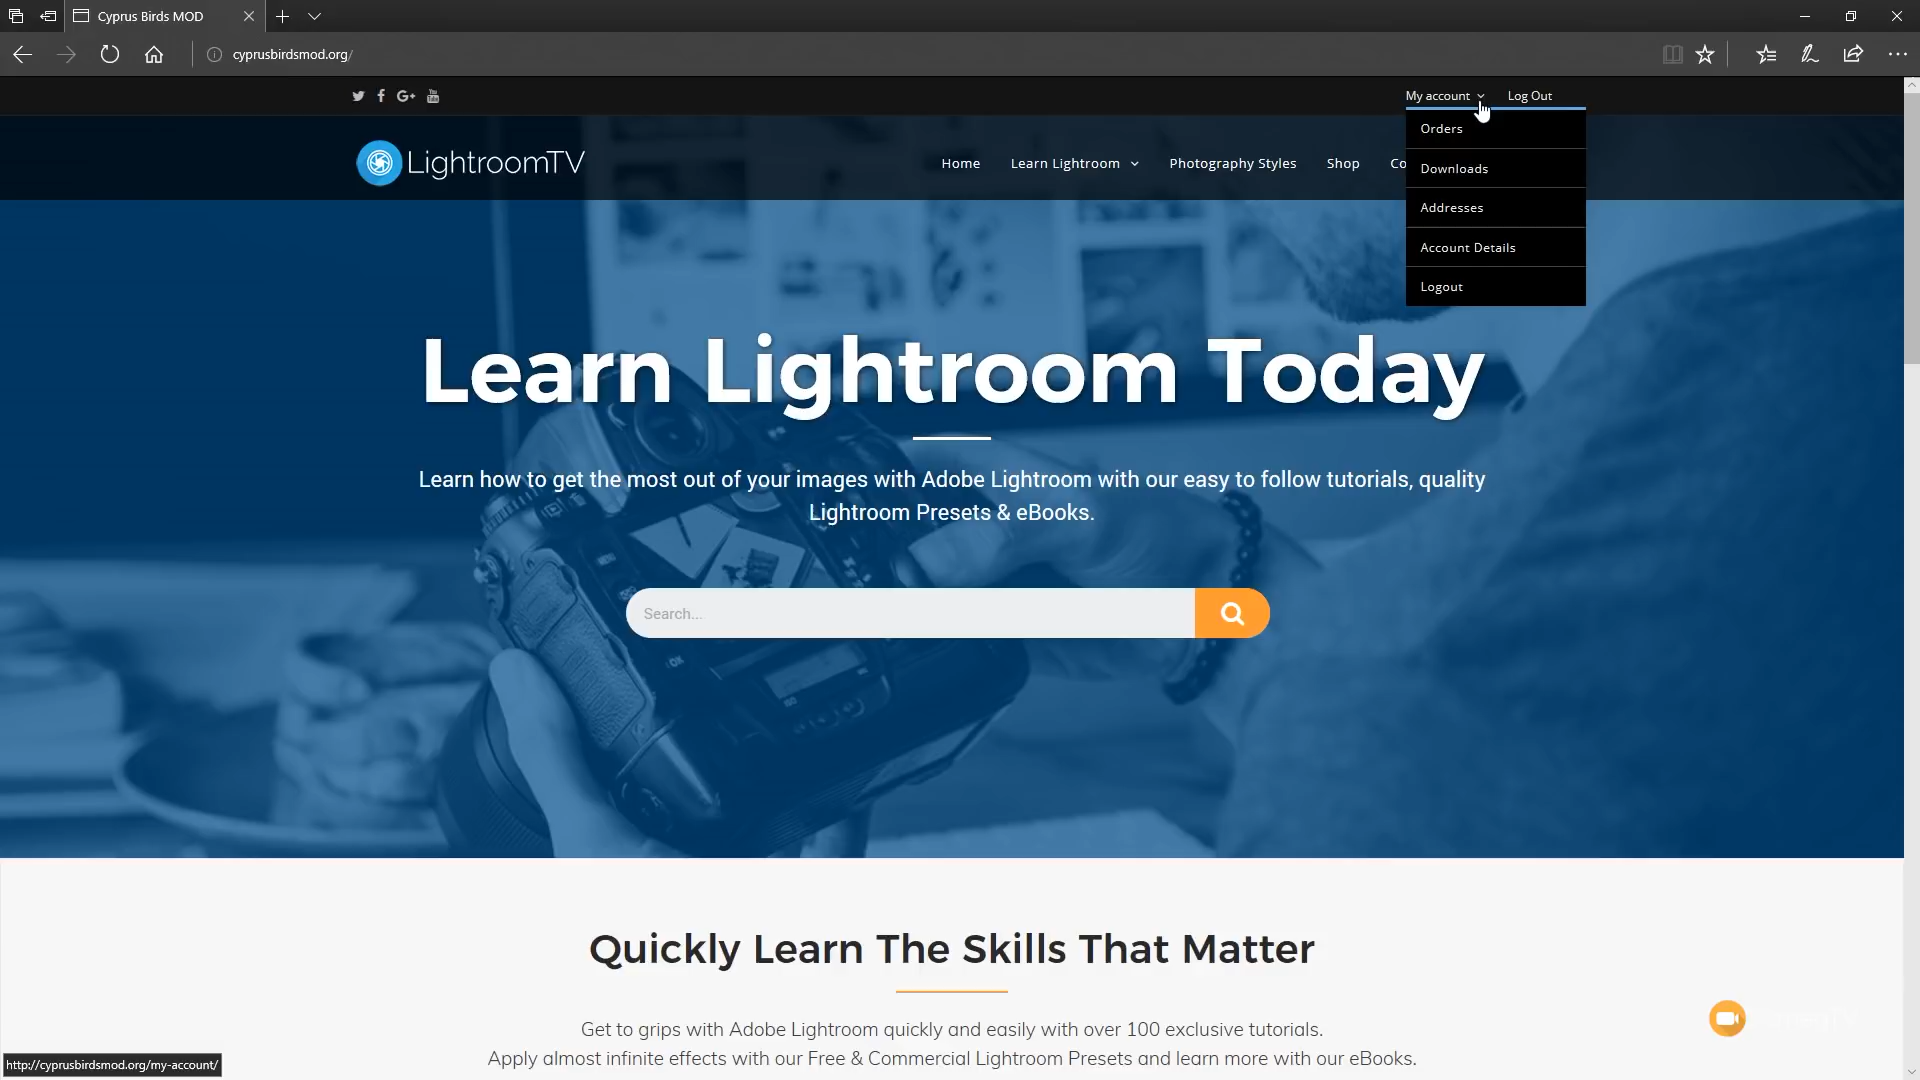 Cyprus Birds MOD
cyprusbirdsmod.org/
My account
Log Out
LightroomTV
Home
Learn Lightroom
Photography Styles
Shop
Co
Orders
Downloads
Addresses
Account Details
Logout
Learn Lightroom Today
Learn how to get the most out of your images with Adobe Lightroom with our easy to follow tutorials, quality
Lightroom Presets & eBooks.
Search...
Quickly Learn The Skills That Matter
Get to grips with Adobe Lightroom quickly and easily with over 100 exclusive tutorials.
Apply almost infinite effects with our Free & Commercial Lightroom Presets and learn more with our eBooks.
http://cyprusbirdsmod.org/my-account/